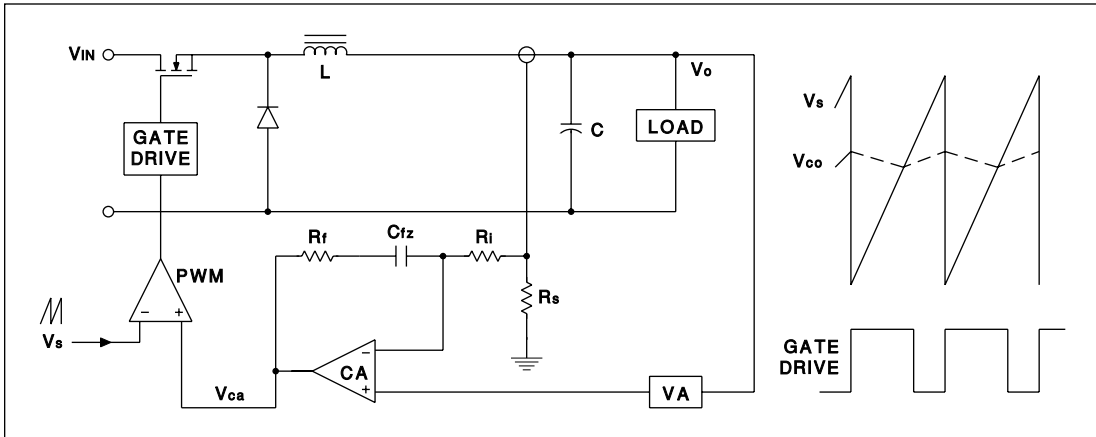 VIN
L
Vo
GATE
DRIVE
C
LOAD
Rf
Cfz
Ri
PWM
Rs
Vs
CA
Vca
VA
Vs
Vco
GATE
DRIVE